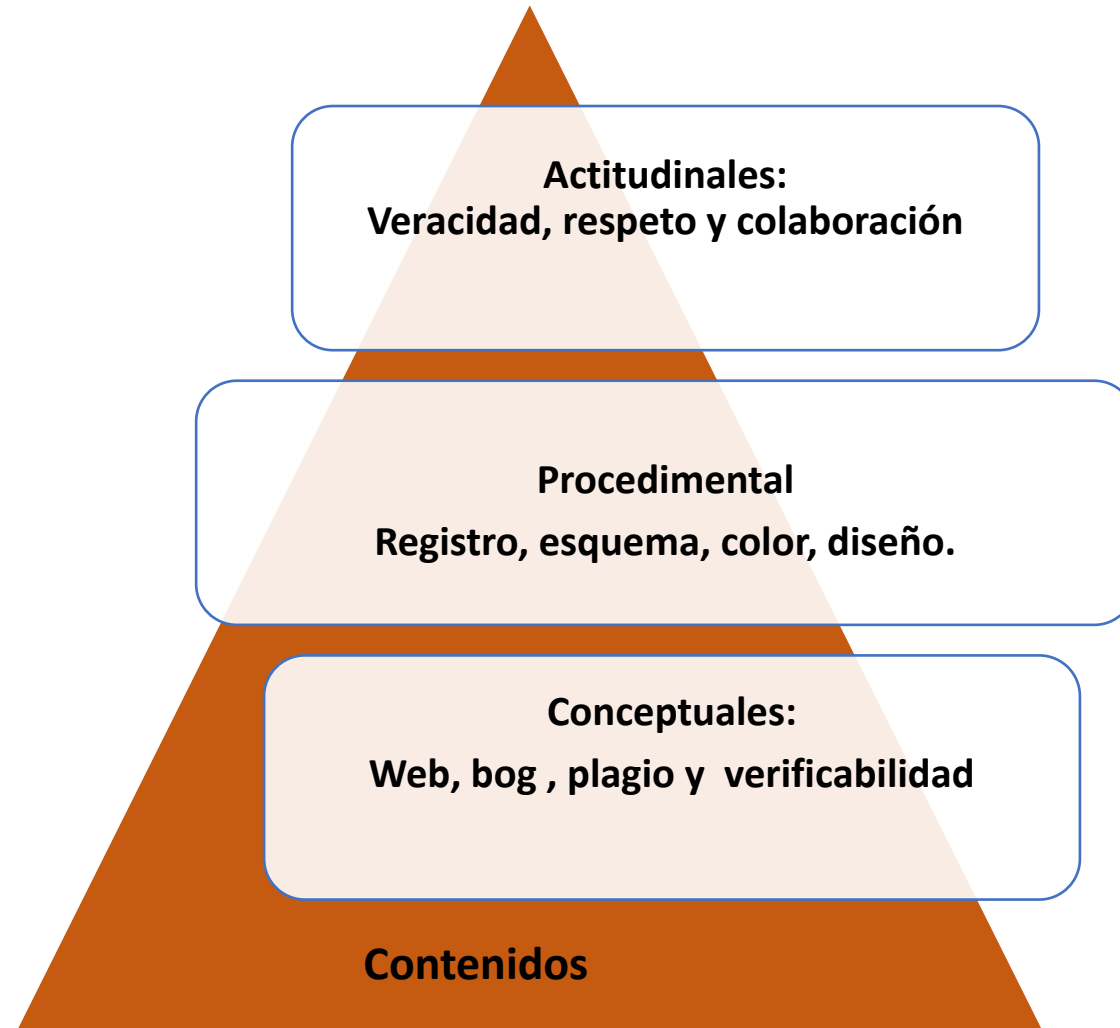 Actitudinales:
Veracidad, respeto y colaboración
Procedimental
Registro, esquema, color, diseño.
Conceptuales:
Web, bog , plagio y  verificabilidad
Contenidos